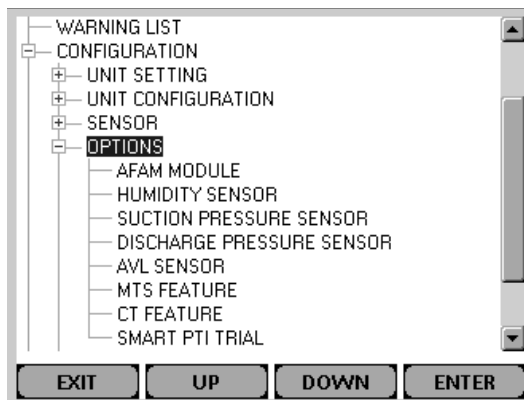 WARNING LIST
CONFIGURATION
UNIT SETTING
UNIT CONFIGURATION
SENSOR
OPTIONS
AFAM MODULE
HUMIDITY SENSOR
SUCTION PRESSURE SENSOR
DISCHARGE PRESSURE SENSOR
AVL SENSOR
MTS FEATURE
CT FEATURE
SMART PTI TRIAL
EXIT UP DOWN ENTER